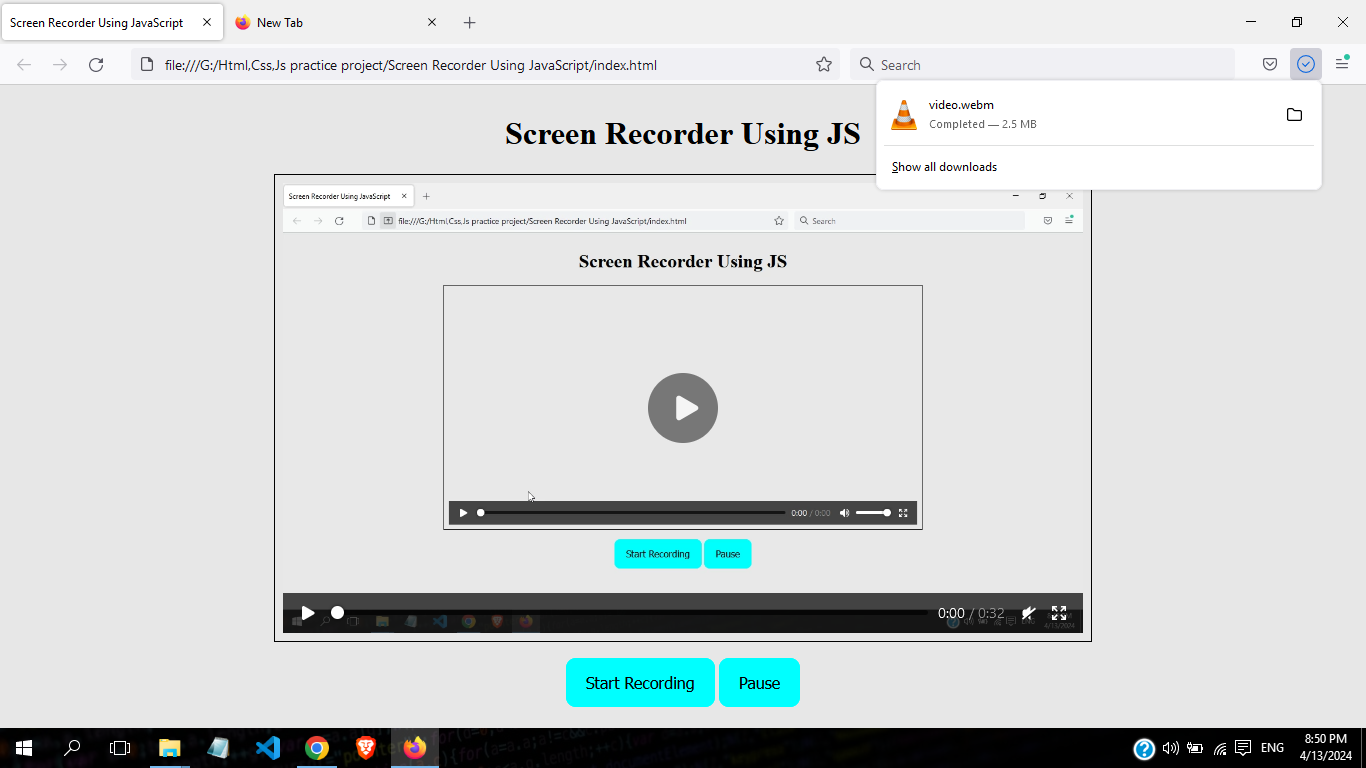 Screen Recorder Using JavaScript
New Tab
file:///G:/Html,Css,Js practice project/Screen Recorder Using JavaScript/index.html
Search
video.webm
Completed — 2.5 MB
Show all downloads
Screen Recorder Using JS
Screen Recorder Using JavaScript
file:///G:/Html,Css,Js practice project/Screen Recorder Using JavaScript/index.html
Search
Screen Recorder Using JS
0:00 / 0:00
Start Recording
Pause
0:00 / 0:32
4/13/2024
Start Recording
Pause
ENG
8:50 PM
4/13/2024